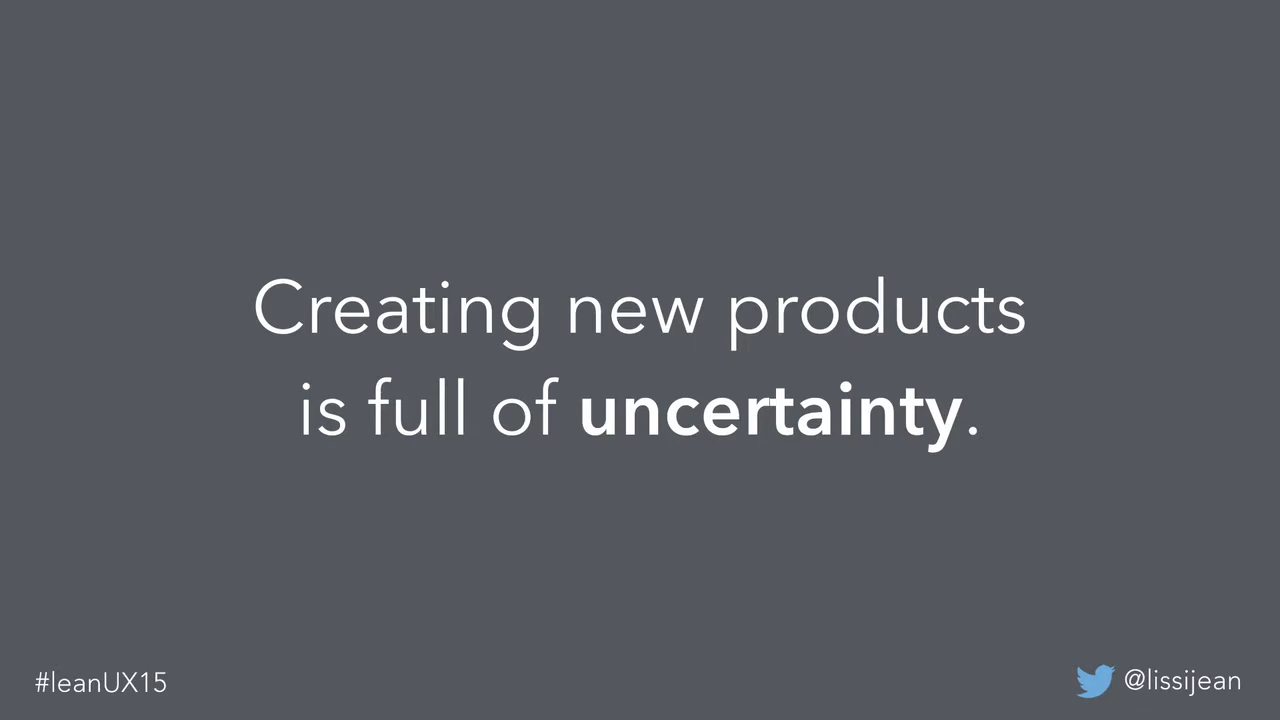 Creating new products
is full of uncertainty.
#leanUX15
@lissijean